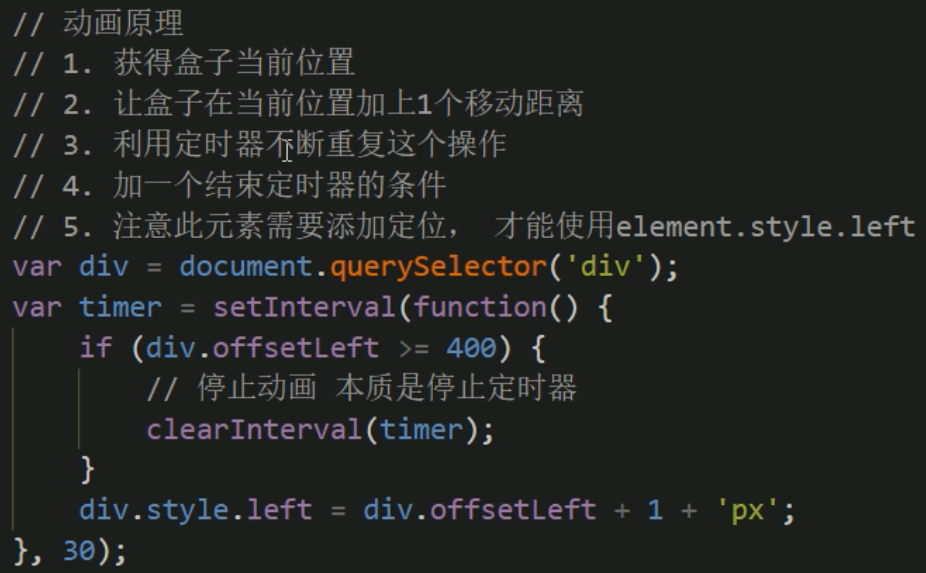 // 动画原理
// 1. 获得盒子当前位置
// 2. 让盒子在当前位置加上1个移动距离
// 3. 利用定时器不断重复这个操作
// 4. 加一个结束定时器的条件
// 5. 注意此元素需要添加定位， 才能使用element.style.left
var div = document.querySelector('div');
var timer = setInterval(function() {
    if (div.offsetLeft >= 400) {
        // 停止动画 本质是停止定时器
        clearInterval(timer);
    }
    div.style.left = div.offsetLeft + 1 + 'px';
}, 30);